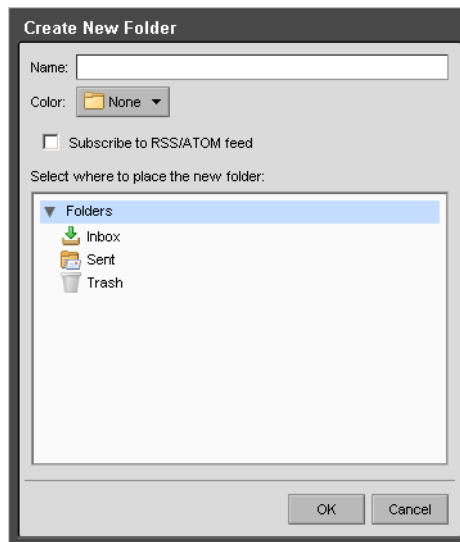 Create New Folder
Name:
Color: None
Subscribe to RSS/ATOM feed
Select where to place the new folder:
Folders
Inbox
Sent
Trash
OK Cancel